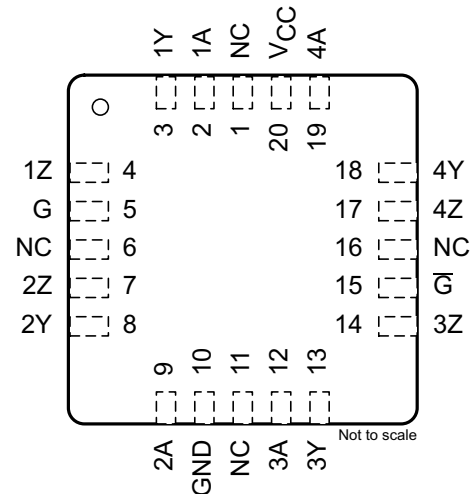 1Y 1A NC VCC 4A
3 2 1 20 19
1Z 4 18 4Y
G 5 17 4Z
NC 6 16 NC
2Z 7 15 G̅
2Y 8 14 3Z
9 10 11 12 13
2A GND NC 3A 3Y
Not to scale